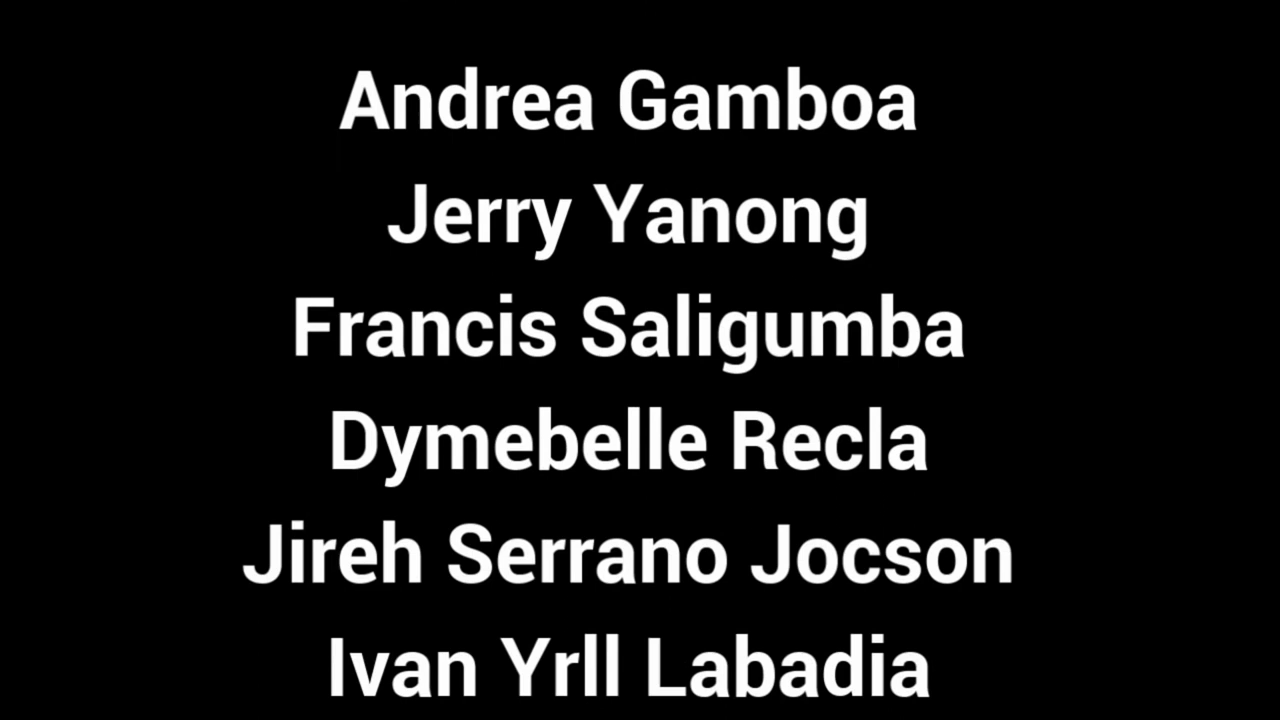 Andrea Gamboa
Jerry Yanong
Francis Saligumba
Dymebelle Recla
Jireh Serrano Jocson
Ivan Yrll Labadia